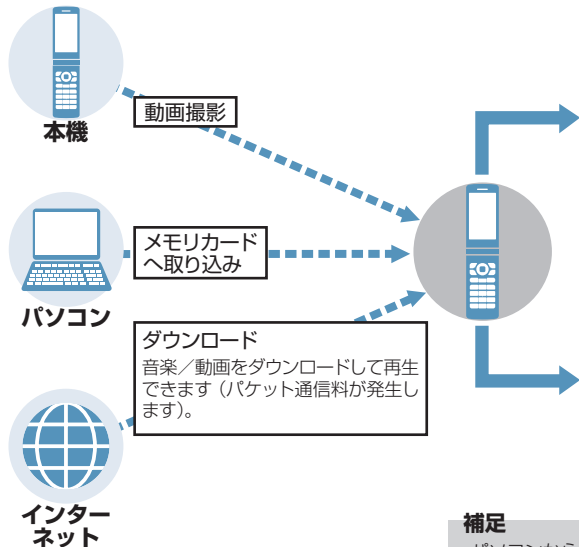 本機
動画撮影
パソコン
メモリカード
へ取り込み
ダウンロード
音楽／動画をダウンロードして再生
できます（パケット通信料が発生し
ます）。
インター
ネット
補足